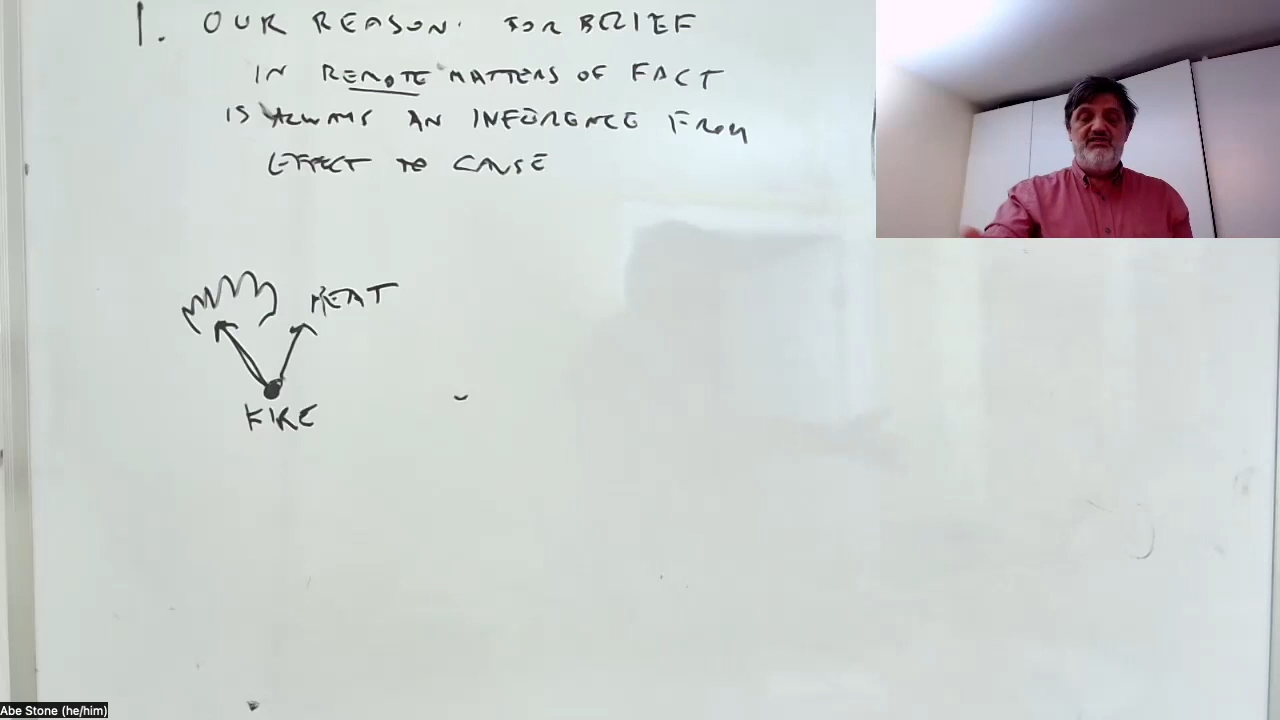 1. OUR REASON FOR BELIEF
IN REMOTE MATTERS OF FACT
IS ALWAYS AN INFERENCE FROM
EFFECT TO CAUSE
HEAT
FIRE
Abe Stone (he/him)